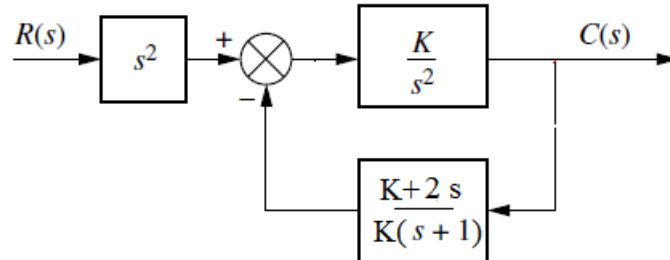 R(s)
s²
+
−
K
s²
C(s)
K+2 s
K(s + 1)